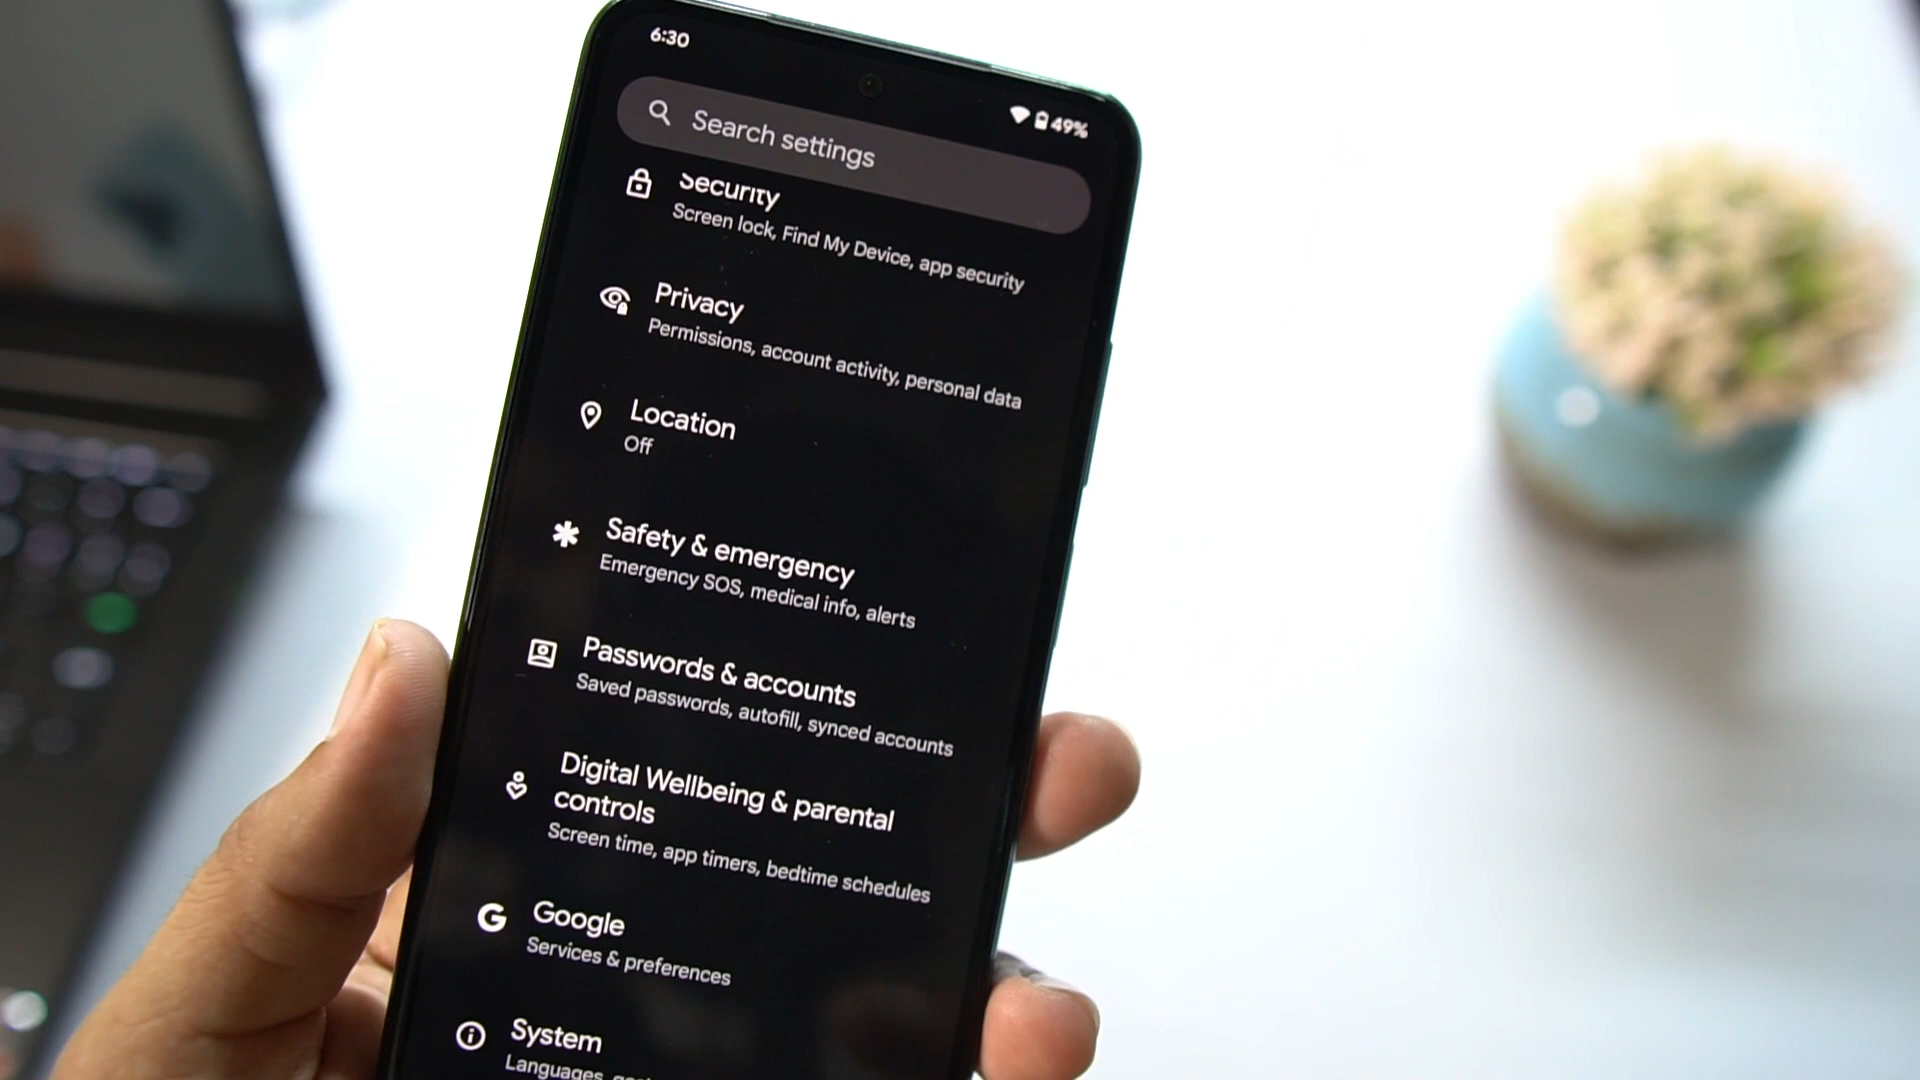 6:30
49%
Search settings
Security
Screen lock, Find My Device, app security
Privacy
Permissions, account activity, personal data
Location
Off
Safety & emergency
Emergency SOS, medical info, alerts
Passwords & accounts
Saved passwords, autofill, synced accounts
Digital Wellbeing & parental
controls
Screen time, app timers, bedtime schedules
Google
Services & preferences
System
Languages,